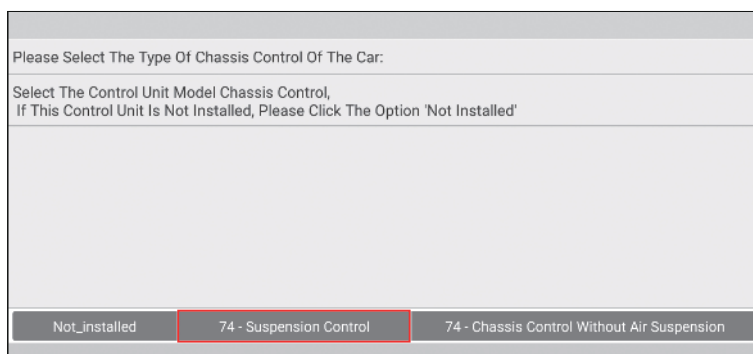 Please Select The Type Of Chassis Control Of The Car:
Select The Control Unit Model Chassis Control,
If This Control Unit Is Not Installed, Please Click The Option 'Not Installed'
Not_installed
74 - Suspension Control
74 - Chassis Control Without Air Suspension